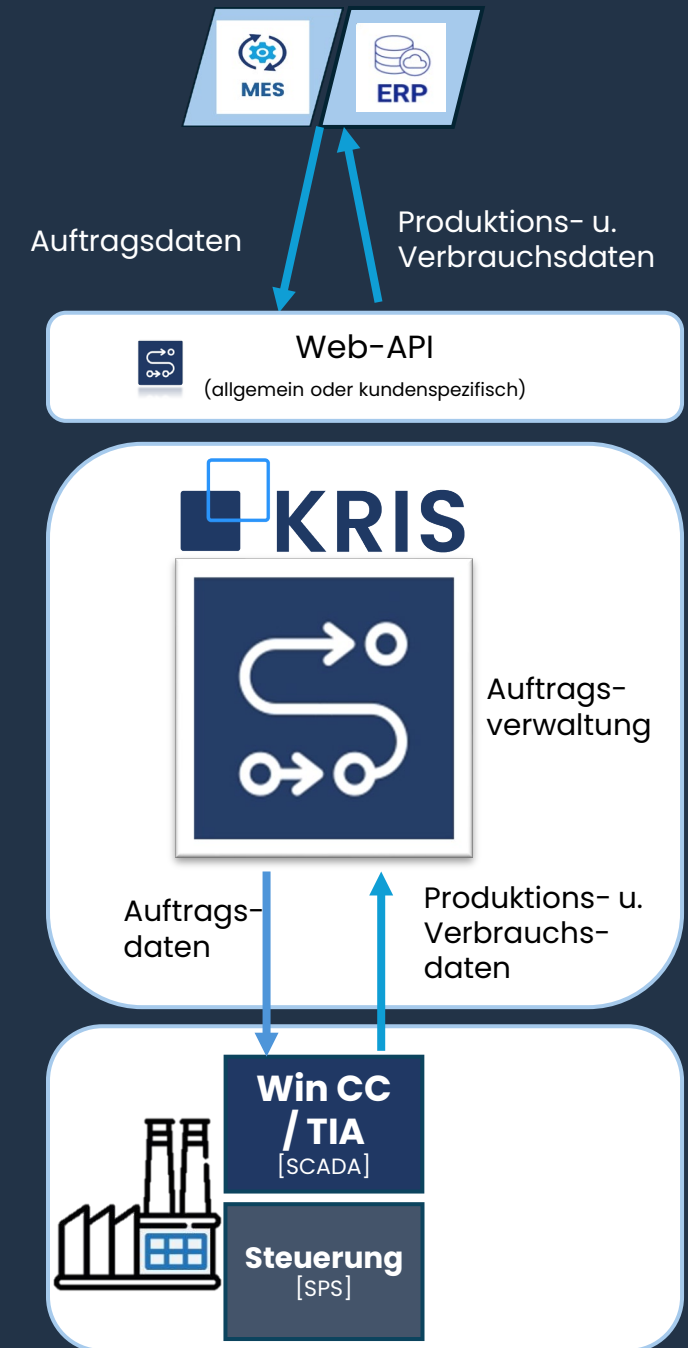 MES
ERP
Auftragsdaten
Produktions- u.
Verbrauchsdaten
Web-API
(allgemein oder kundenspezifisch)
KRIS
Auftrags-
verwaltung
Auftrags-
daten
Produktions- u.
Verbrauchs-
daten
Win CC
/ TIA
[SCADA]
Steuerung
[SPS]